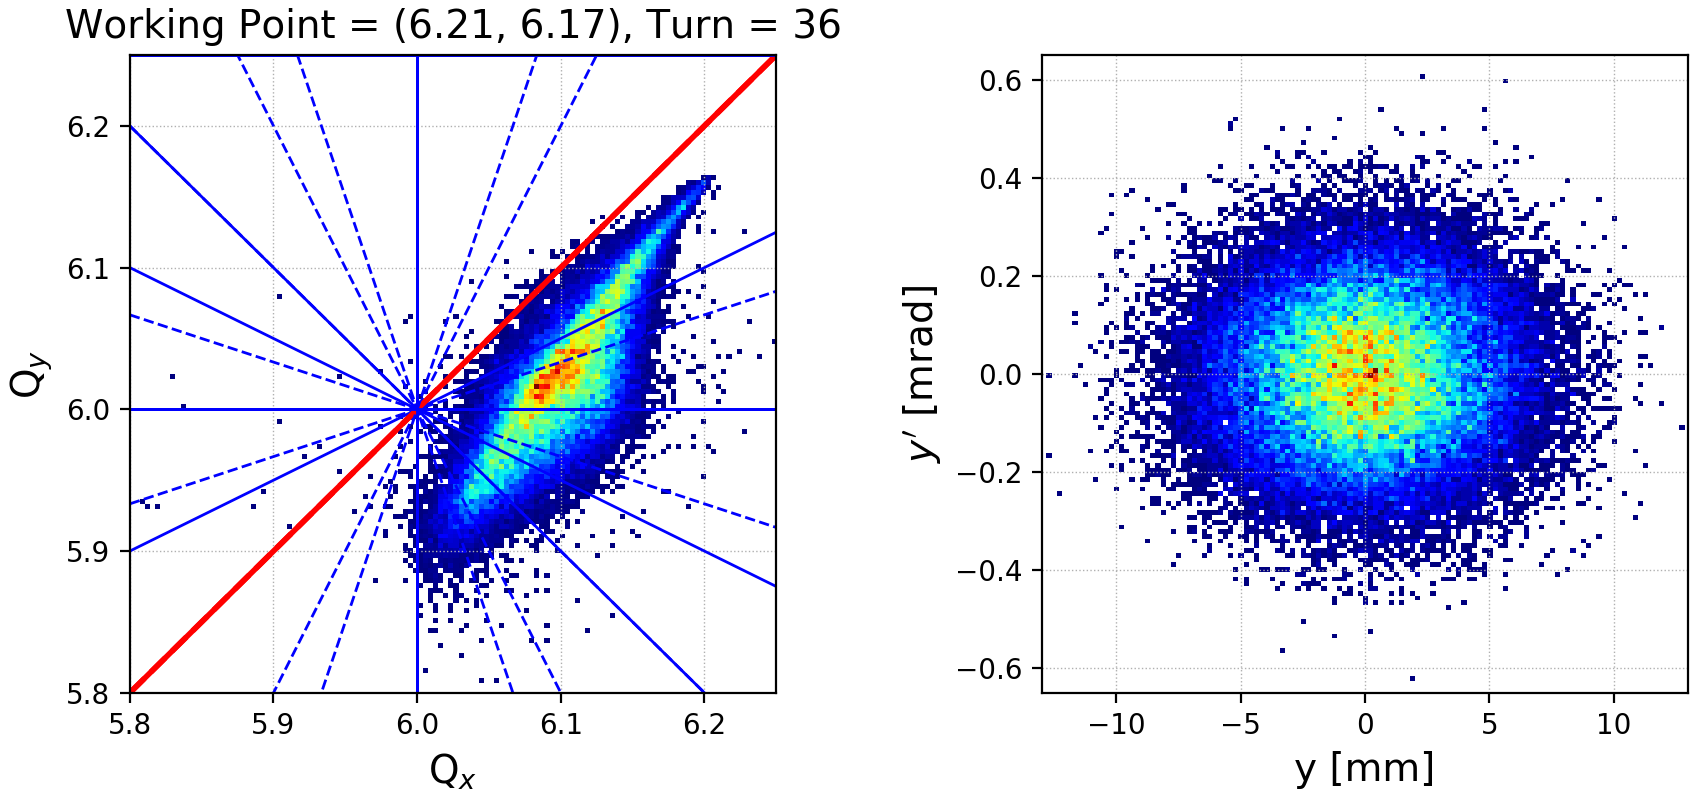 Working Point = (6.21, 6.17), Turn = 36
6.2
6.1
6.0
5.9
5.8
Q_y
5.8 5.9 6.0 6.1 6.2
Q_x
0.6
0.4
0.2
0.0
−0.2
−0.4
−0.6
y′ [mrad]
−10 −5 0 5 10
y [mm]